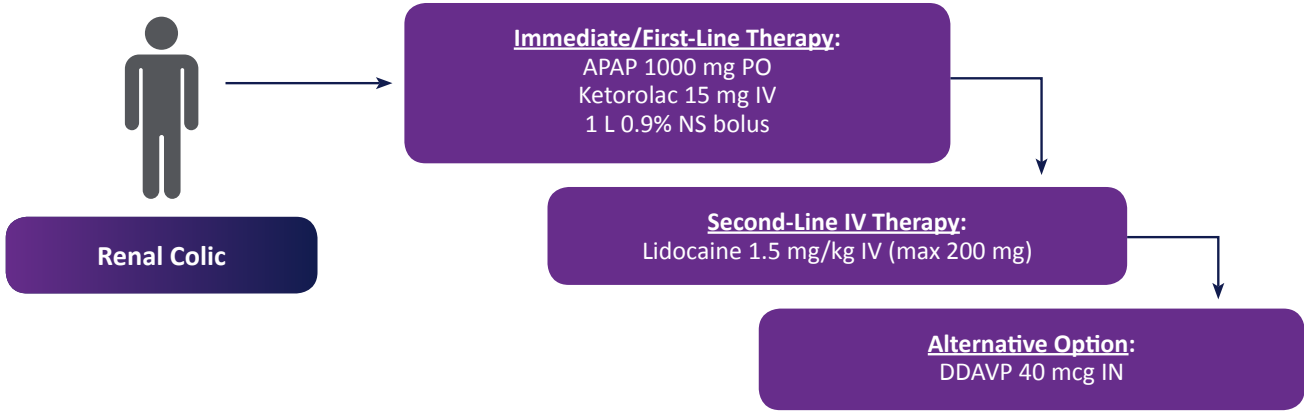 Renal Colic
Immediate/First-Line Therapy:
APAP 1000 mg PO
Ketorolac 15 mg IV
1 L 0.9% NS bolus
Second-Line IV Therapy:
Lidocaine 1.5 mg/kg IV (max 200 mg)
Alternative Option:
DDAVP 40 mcg IN